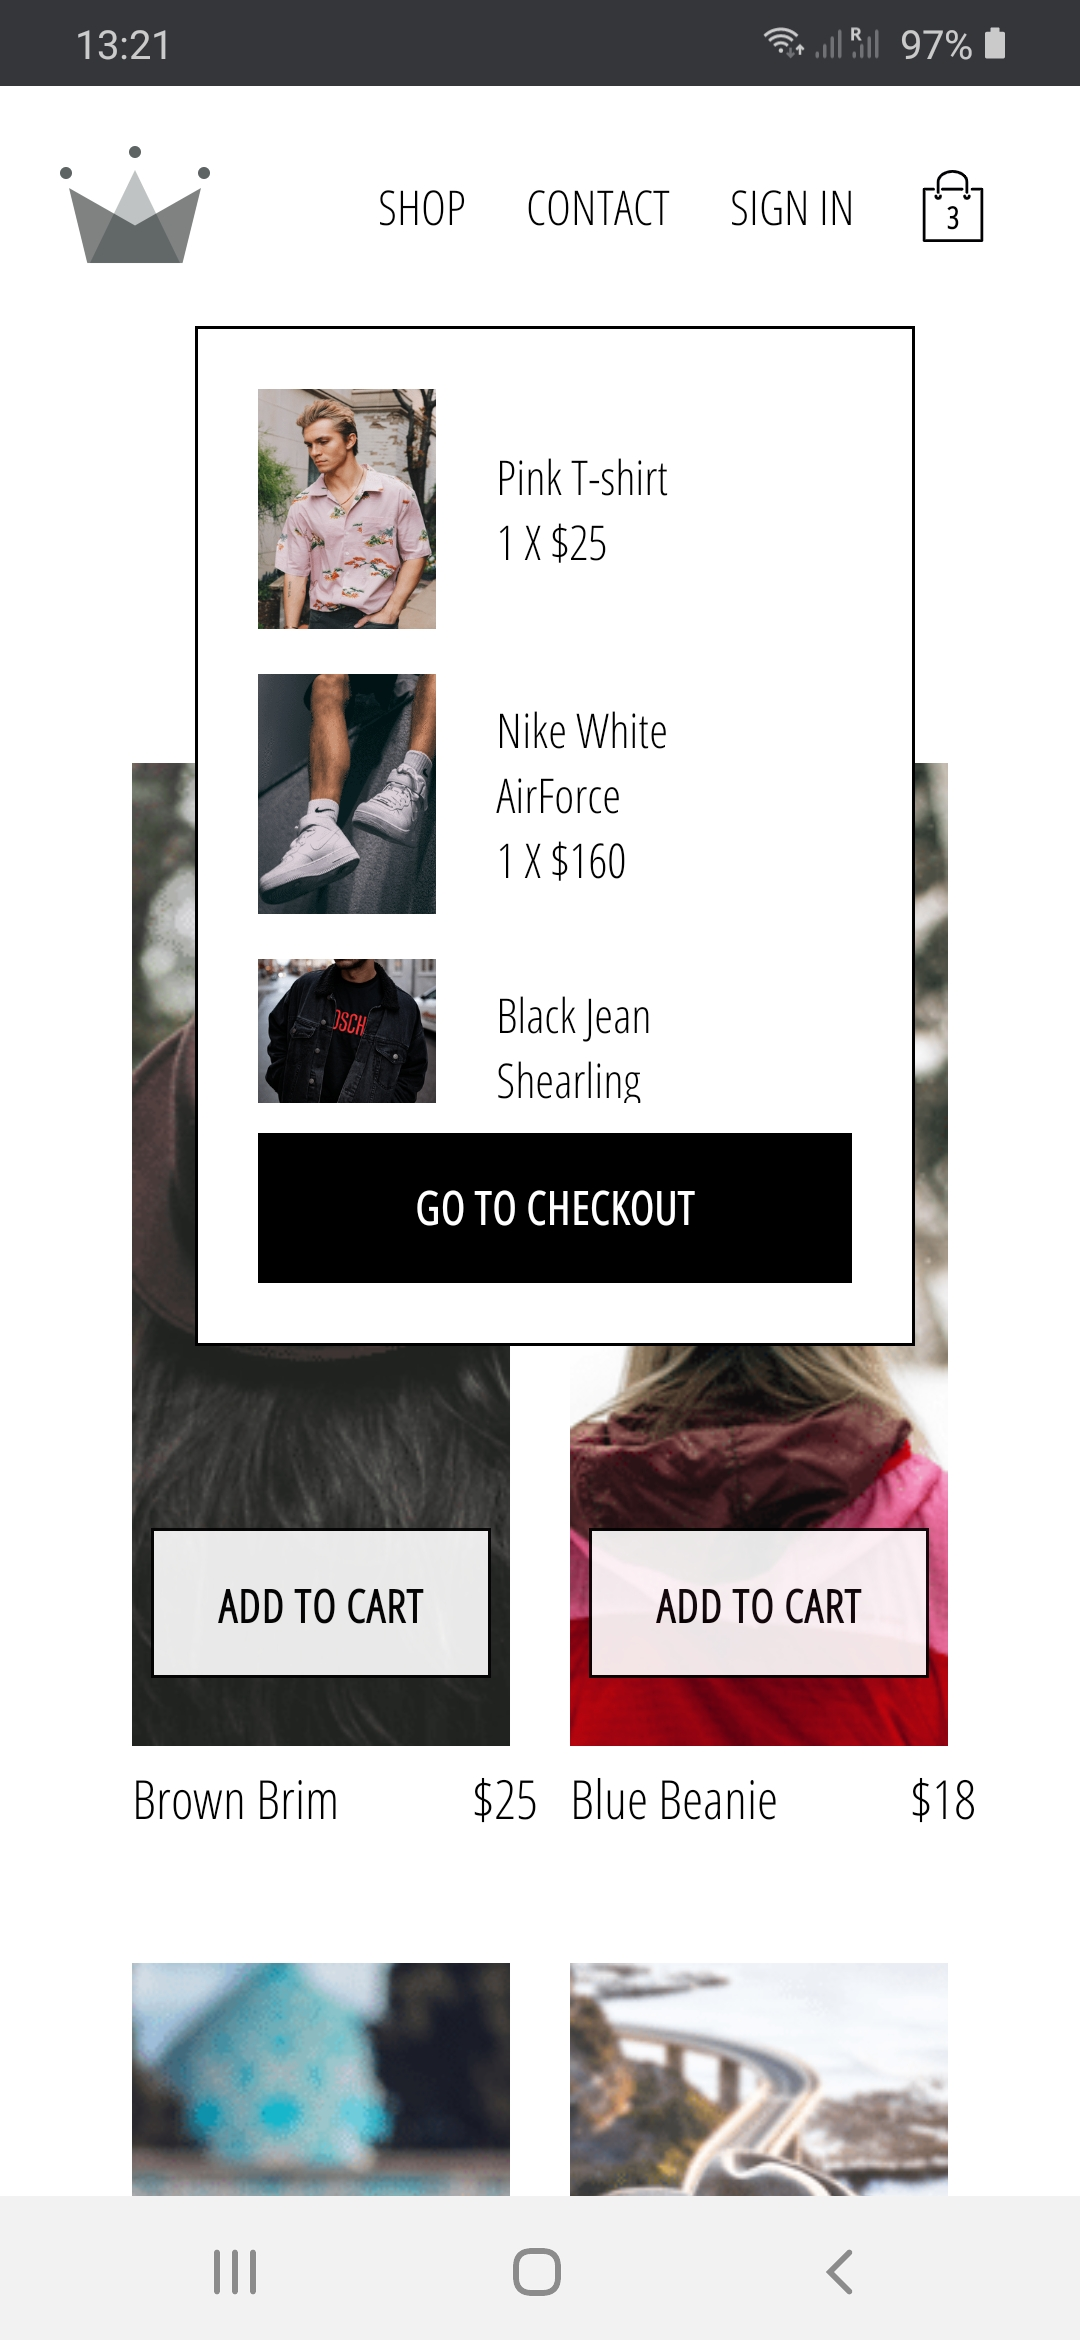 13:21
R 97%
SHOP CONTACT SIGN IN 3
Pink T-shirt
1 X $25
Nike White
AirForce
1 X $160
OSCH
Black Jean
Shearling
GO TO CHECKOUT
ADD TO CART ADD TO CART
Brown Brim $25 Blue Beanie $18